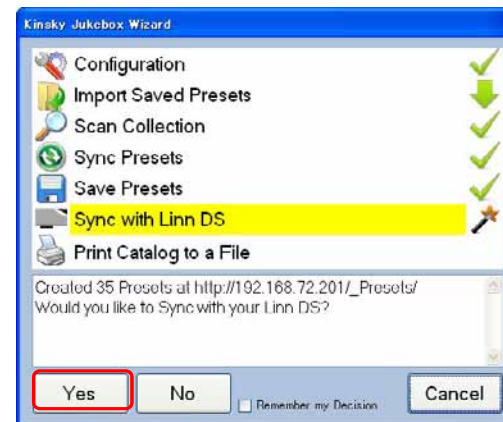 Kinsky Jukebox Wizard
Configuration
Import Saved Presets
Scan Collection
Sync Presets
Save Presets
Sync with Linn DS
Print Catalog to a File
Created 35 Presets at http://192.168.72.201/_Presets/
Would you like to Sync with your Linn DS?
Yes No Remember my Decision Cancel